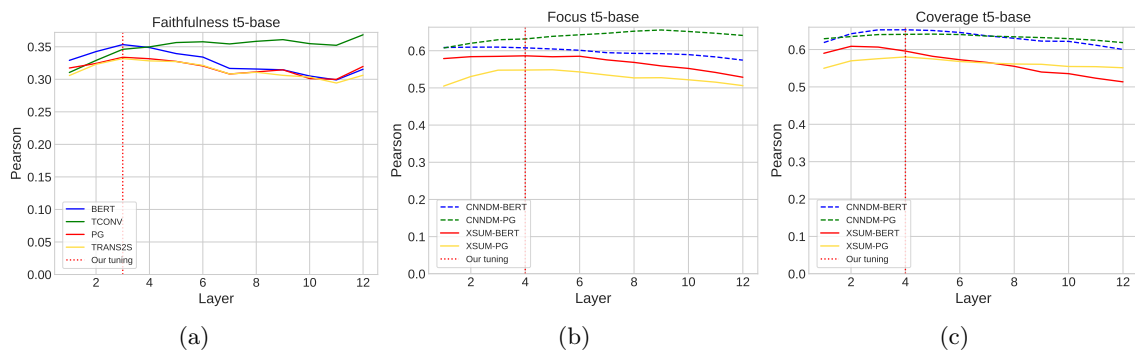 Faithfulness t5-base
Pearson
0.35
0.30
0.25
0.20
0.15
0.10
0.05
0.00
BERT
TCONV
PG
TRANS2S
Our tuning
2 4 6 8 10 12
Layer
(a)
Focus t5-base
Pearson
0.6
0.5
0.4
0.3
0.2
0.1
0.0
CNNDM-BERT
CNNDM-PG
XSUM-BERT
XSUM-PG
Our tuning
2 4 6 8 10 12
Layer
(b)
Coverage t5-base
Pearson
0.6
0.5
0.4
0.3
0.2
0.1
0.0
CNNDM-BERT
CNNDM-PG
XSUM-BERT
XSUM-PG
Our tuning
2 4 6 8 10 12
Layer
(c)